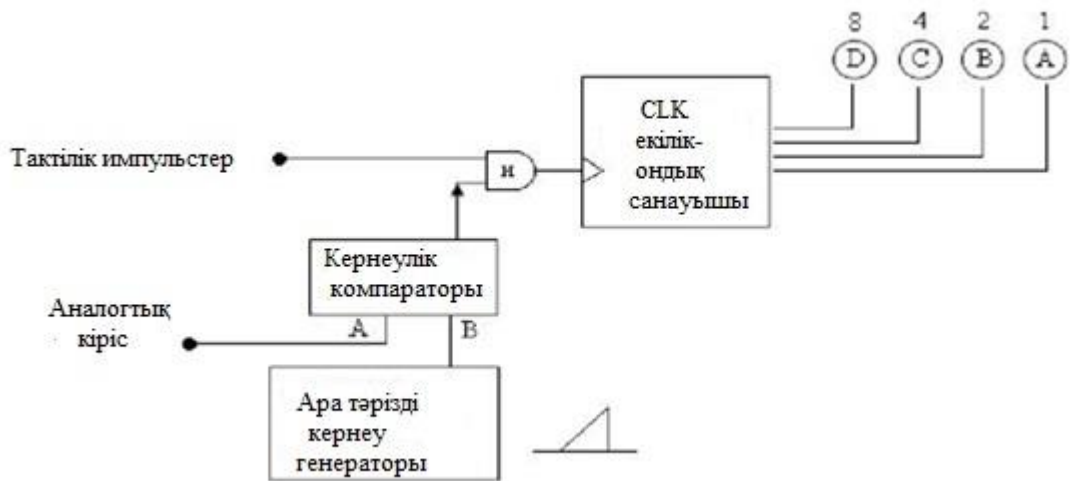 8 4 2 1
D C B A
CLK
екілік-
ондық
санауышы
Тактілік импульстер
и
Кернеулік
компараторы
Аналогтық
кіріс
A B
Ара тәрізді
кернеу
генераторы